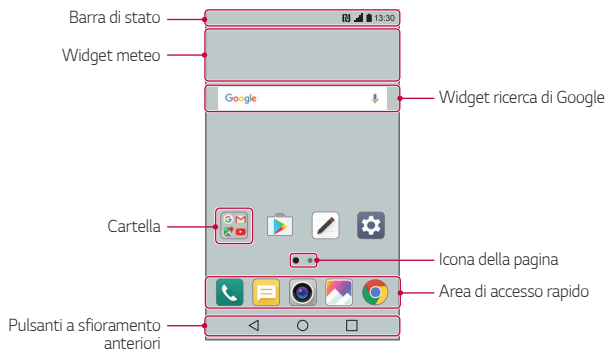 Barra di stato
13:30
Widget meteo
Google
Widget ricerca di Google
Cartella
Icona della pagina
Area di accesso rapido
Pulsanti a sfioramento
anteriori